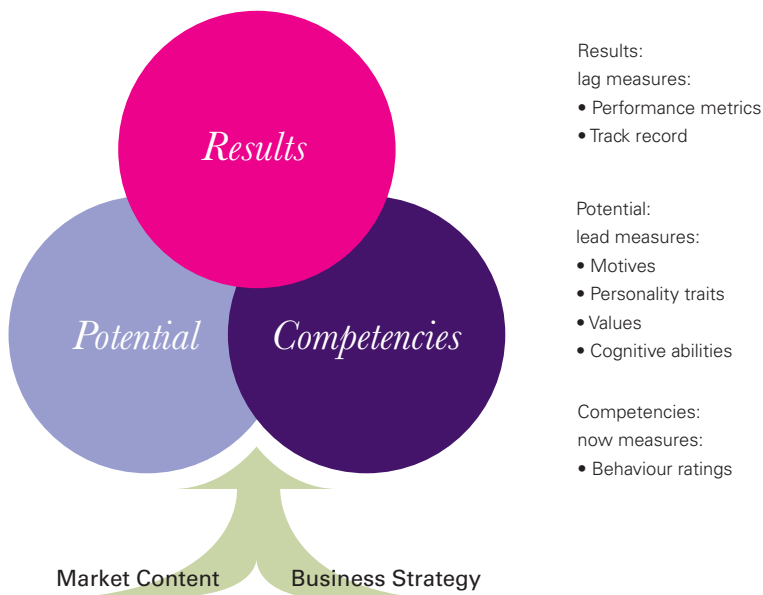 Results
Potential
Competencies
Market Content
Business Strategy
Results:
lag measures:
• Performance metrics
• Track record
Potential:
lead measures:
• Motives
• Personality traits
• Values
• Cognitive abilities
Competencies:
now measures:
• Behaviour ratings